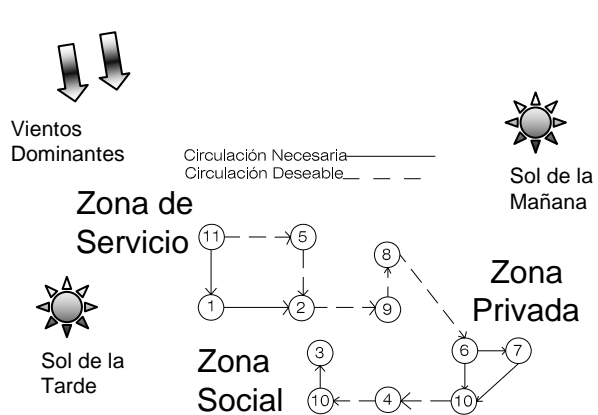 Vientos
Dominantes
Circulación Necesaria
Circulación Deseable
Sol de la
Mañana
Zona de
Servicio
11
5
8
Zona
Privada
1
2
9
Sol de la
Tarde
Zona
Social
3
6
7
10
4
10